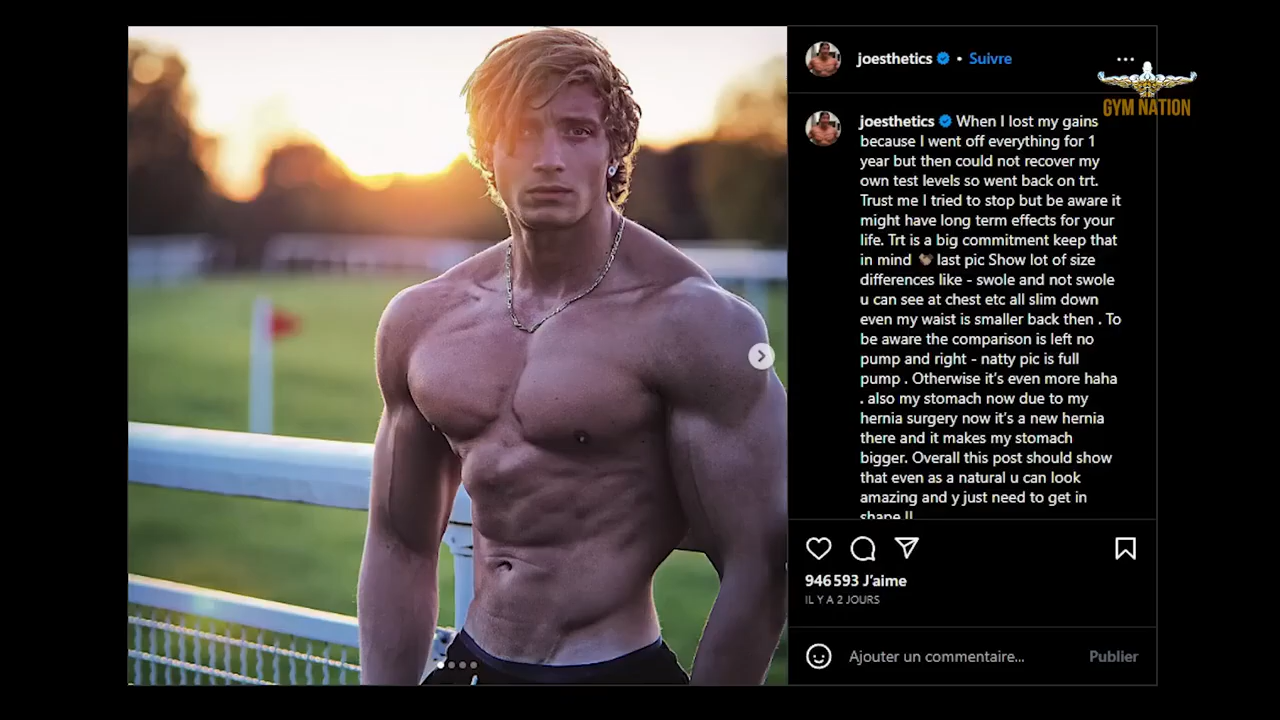 joesthetics • Suivre
GYM NATION
joesthetics When I lost my gains
because I went off everything for 1
year but then could not recover my
own test levels so went back on trt.
Trust me I tried to stop but be aware it
might have long term effects for your
life. Trt is a big commitment keep that
in mind last pic Show lot of size
differences like - swole and not swole
u can see at chest etc all slim down
even my waist is smaller back then . To
be aware the comparison is left no
pump and right - natty pic is full
pump . Otherwise it's even more haha
. also my stomach now due to my
hernia surgery now it's a new hernia
there and it makes my stomach
bigger. Overall this post should show
that even as a natural u can look
amazing and y just need to get in
shape !!
946 593 J'aime
IL Y A 2 JOURS
Ajouter un commentaire... Publier